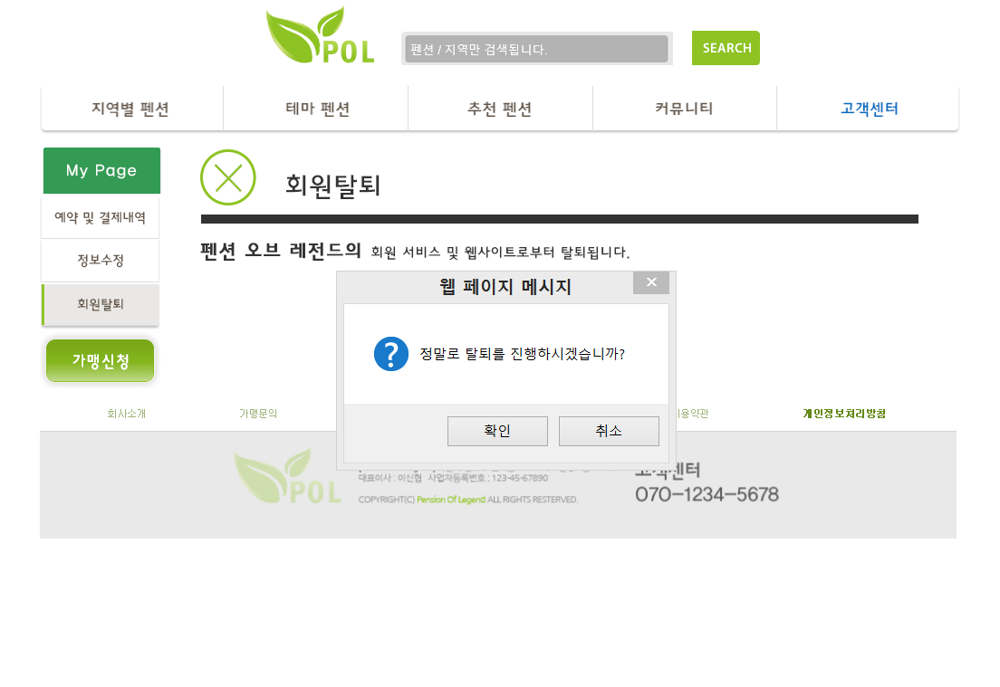 POL
펜션 / 지역만 검색됩니다.
SEARCH
지역별 펜션 테마 펜션 추천 펜션 커뮤니티 고객센터
My Page
예약 및 결제내역
정보수정
회원탈퇴
가맹신청
회원탈퇴
펜션 오브 레전드의 회원 서비스 및 웹사이트로부터 탈퇴됩니다.
웹 페이지 메시지
정말로 탈퇴를 진행하시겠습니까?
확인 취소
회사소개 가맹문의 이용약관 개인정보처리방침
POL
대표이사 : 이신협 사업자등록번호 : 123-45-67890
COPYRIGHT(C) Pension Of Legend ALL RIGHTS RESTERVED.
고객센터
070-1234-5678